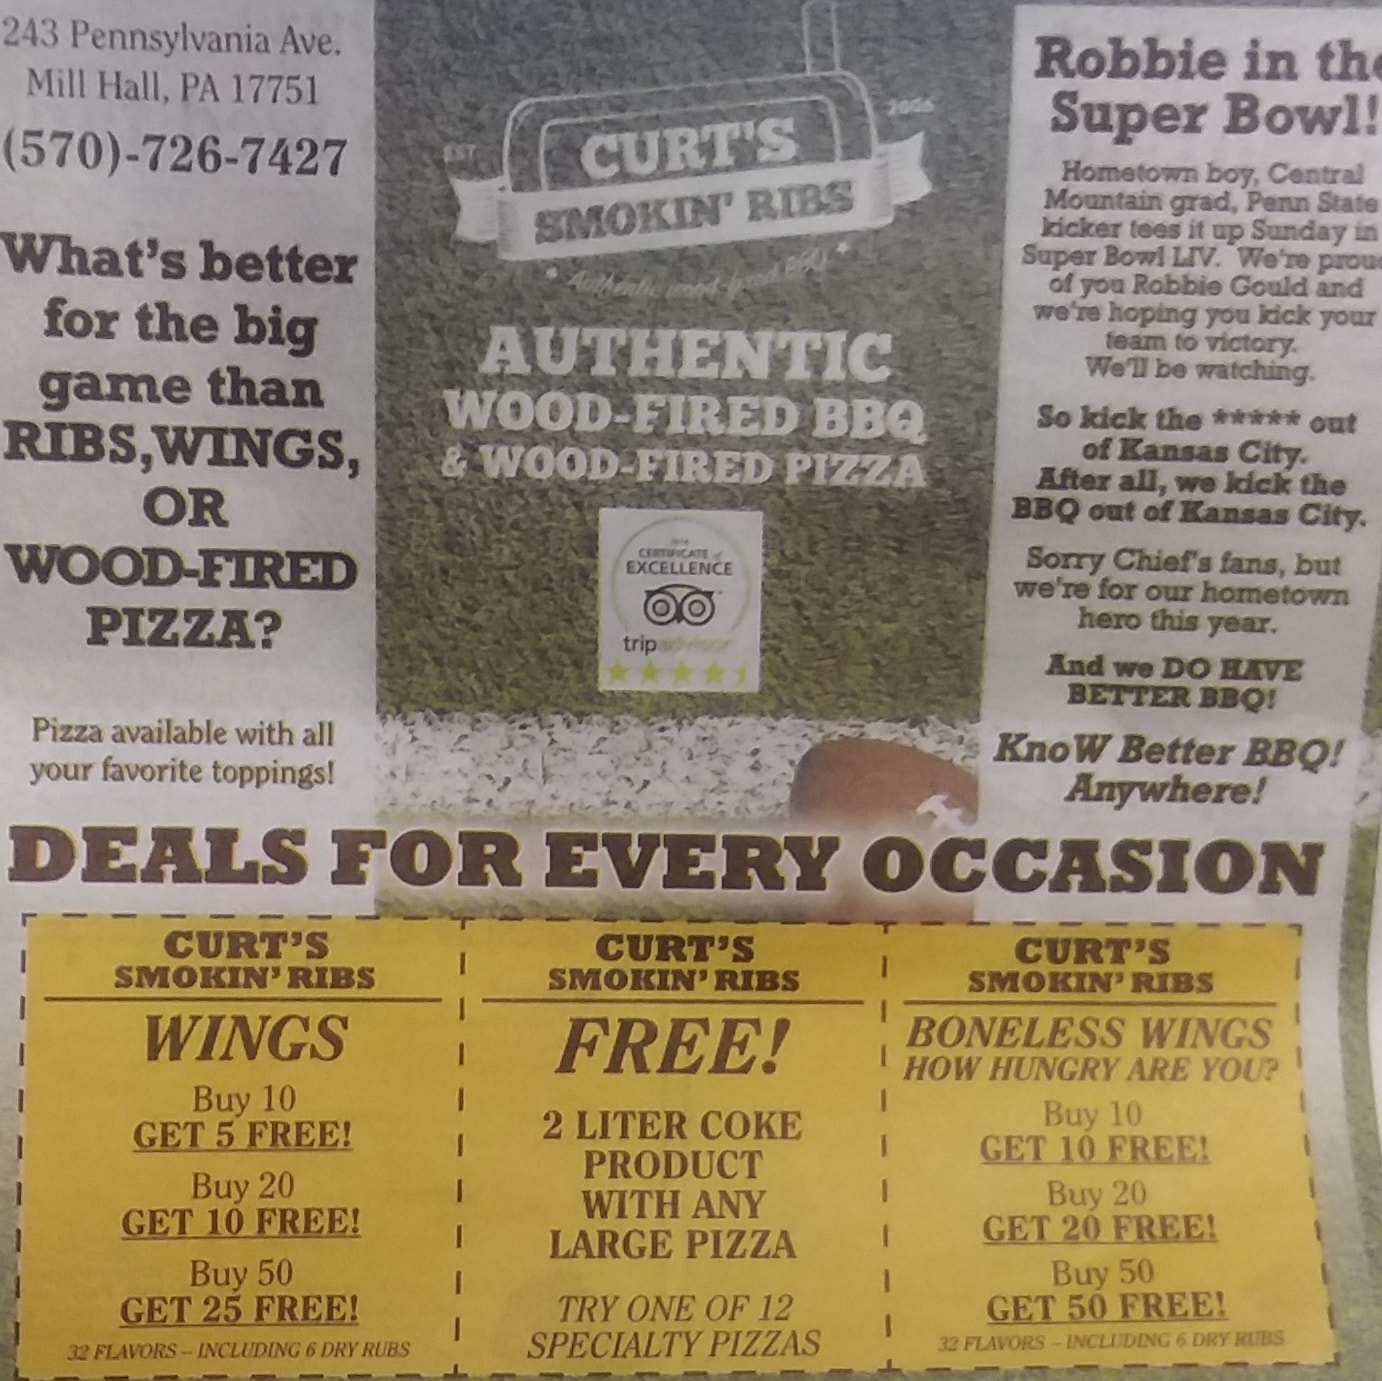 243 Pennsylvania Ave.
Mill Hall, PA 17751
(570)-726-7427
What's better
for the big
game than
RIBS, WINGS,
OR
WOOD-FIRED
PIZZA?
Pizza available with all
your favorite toppings!
EST
2006
CURT'S
SMOKIN' RIBS
AUTHENTIC
WOOD-FIRED BBQ
& WOOD-FIRED PIZZA
CERTIFICATE of
EXCELLENCE
tripadvisor
Robbie in the
Super Bowl!
Hometown boy, Central
Mountain grad, Penn State
kicker tees it up Sunday in
Super Bowl LIV. We're proud
of you Robbie Gould and
we're hoping you kick your
team to victory.
We'll be watching.
So kick the ***** out
of Kansas City.
After all, we kick the
BBQ out of Kansas City.
Sorry Chief's fans, but
we're for our hometown
hero this year.
And we DO HAVE
BETTER BBQ!
KnoW Better BBQ!
Anywhere!
DEALS FOR EVERY OCCASION
CURT'S
SMOKIN' RIBS
WINGS
Buy 10
GET 5 FREE!
Buy 20
GET 10 FREE!
Buy 50
GET 25 FREE!
32 FLAVORS – INCLUDING 6 DRY RUBS
CURT'S
SMOKIN' RIBS
FREE!
2 LITER COKE
PRODUCT
WITH ANY
LARGE PIZZA
TRY ONE OF 12
SPECIALTY PIZZAS
CURT'S
SMOKIN' RIBS
BONELESS WINGS
HOW HUNGRY ARE YOU?
Buy 10
GET 10 FREE!
Buy 20
GET 20 FREE!
Buy 50
GET 50 FREE!
32 FLAVORS – INCLUDING 6 DRY RUBS